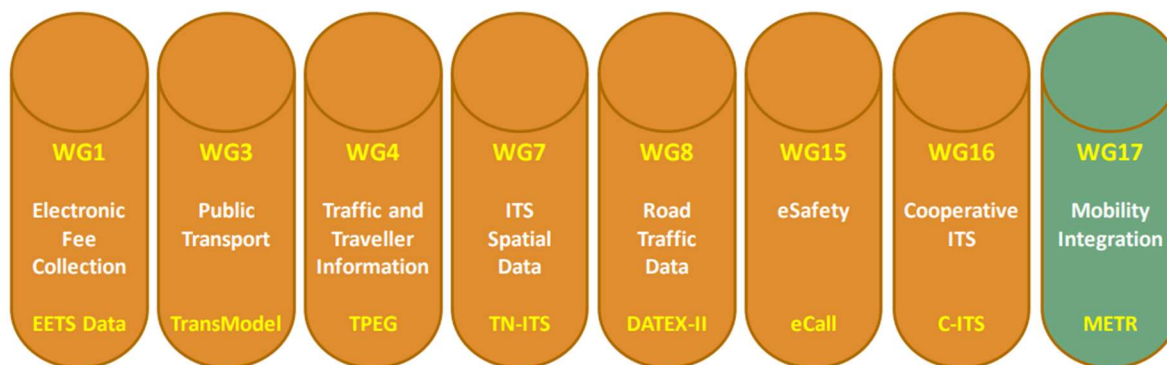 WG1
Electronic
Fee
Collection
EETS Data
WG3
Public
Transport
TransModel
WG4
Traffic and
Traveller
Information
TPEG
WG7
ITS
Spatial
Data
TN-ITS
WG8
Road
Traffic
Data
DATEX-II
WG15
eSafety
eCall
WG16
Cooperative
ITS
C-ITS
WG17
Mobility
Integration
METR